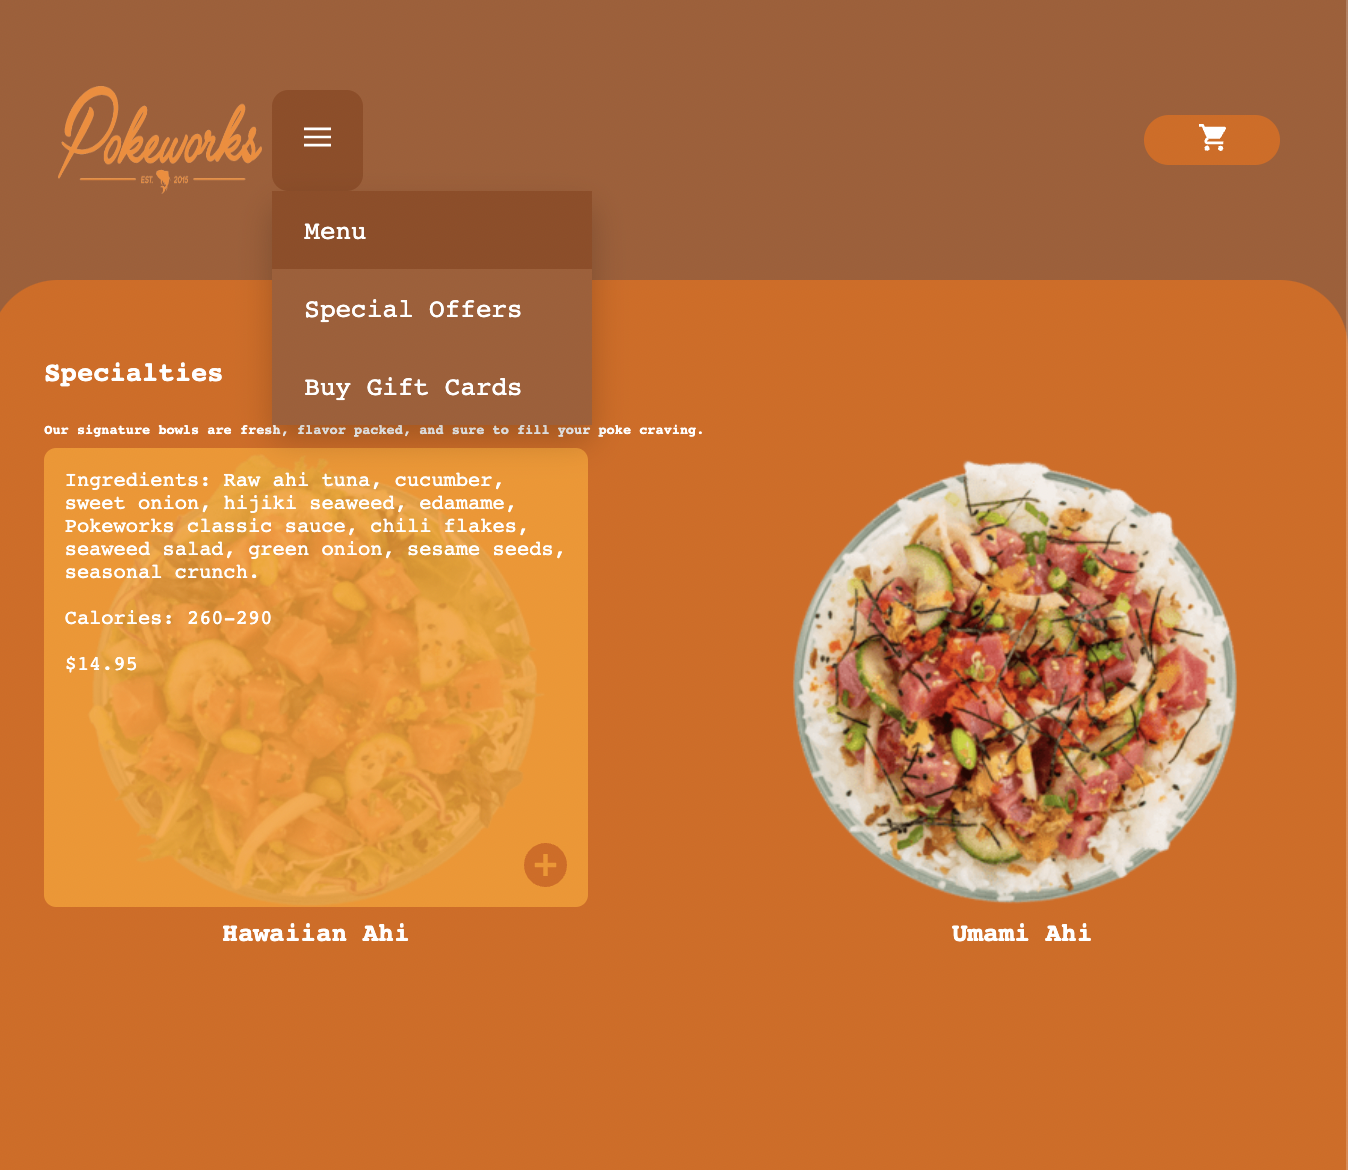 Pokeworks
EST. 2015
Menu
Special Offers
Buy Gift Cards
Specialties
Our signature bowls are fresh, flavor packed, and sure to fill your poke craving.
Ingredients: Raw ahi tuna, cucumber,
sweet onion, hijiki seaweed, edamame,
Pokeworks classic sauce, chili flakes,
seaweed salad, green onion, sesame seeds,
seasonal crunch.
Calories: 260-290
$14.95
Hawaiian Ahi
Umami Ahi